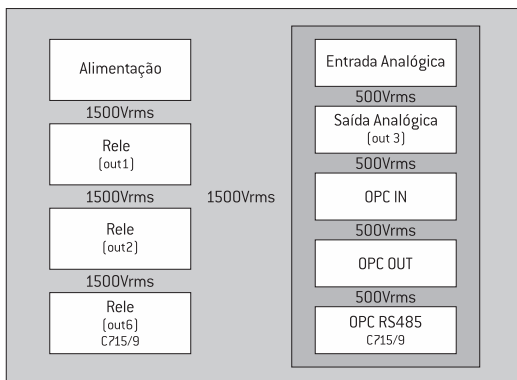 Alimentação
1500Vrms
Rele
(out1)
1500Vrms
Rele
(out2)
1500Vrms
Rele
(out6)
C715/9
1500Vrms
Entrada Analógica
500Vrms
Saída Analógica
(out 3)
500Vrms
OPC IN
500Vrms
OPC OUT
500Vrms
OPC RS485
C715/9